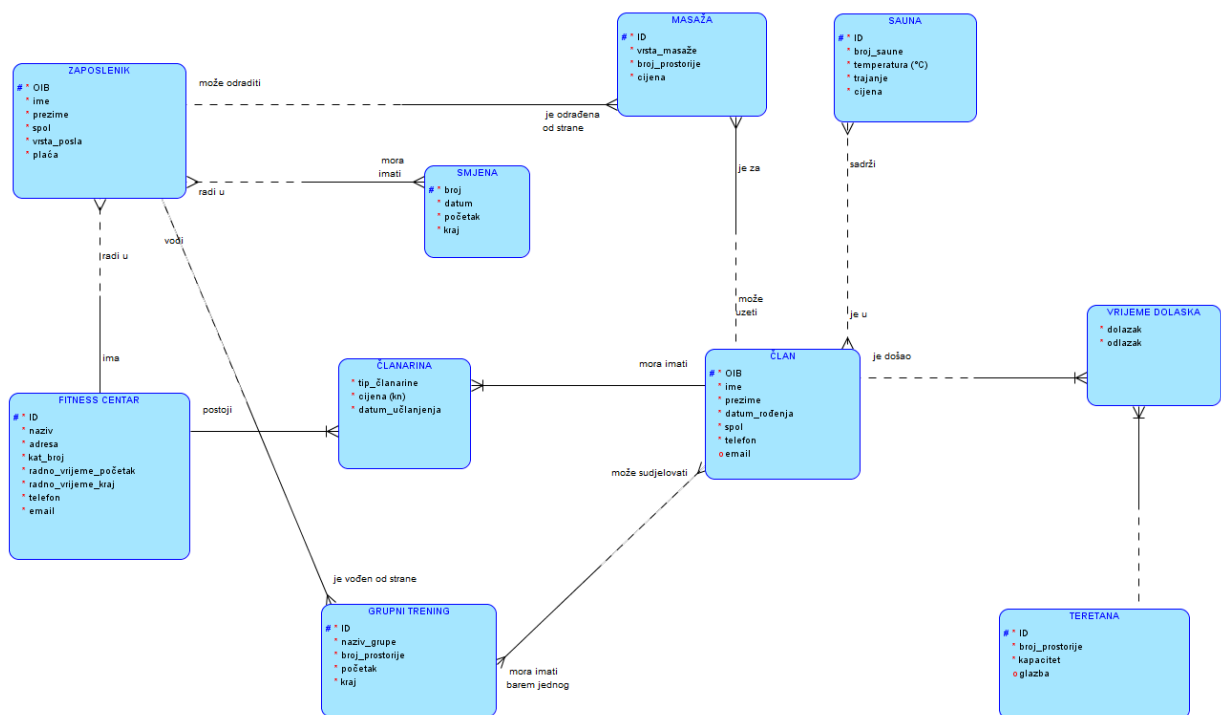 MASAŽA
# * ID
* vrsta_masaže
* broj_prostorije
* cijena
SAUNA
# * ID
* broj_saune
* temperatura (°C)
* trajanje
* cijena
ZAPOSLENIK
# * OIB
* ime
* prezime
* spol
* vrsta_posla
* plaća
može odraditi
je odrađena
od strane
mora
imati
radi u
SMJENA
# * broj
* datum
* početak
* kraj
je za
sadrži
vodi
radi u
može
uzeti
je u
ima
VRIJEME DOLASKA
* dolazak
* odlazak
ČLANARINA
* tip_članarine
* cijena (kn)
* datum_učlanjenja
mora imati
ČLAN
# * OIB
* ime
* prezime
* datum_rođenja
* spol
* telefon
o email
je došao
FITNESS CENTAR
# * ID
* naziv
* adresa
* kat_broj
* radno_vrijeme_početak
* radno_vrijeme_kraj
* telefon
* email
postoji
može sudjelovati
je vođen od strane
GRUPNI TRENING
# * ID
* naziv_grupe
* broj_prostorije
* početak
* kraj
mora imati
barem jednog
TERETANA
# * ID
* broj_prostorije
* kapacitet
o glazba